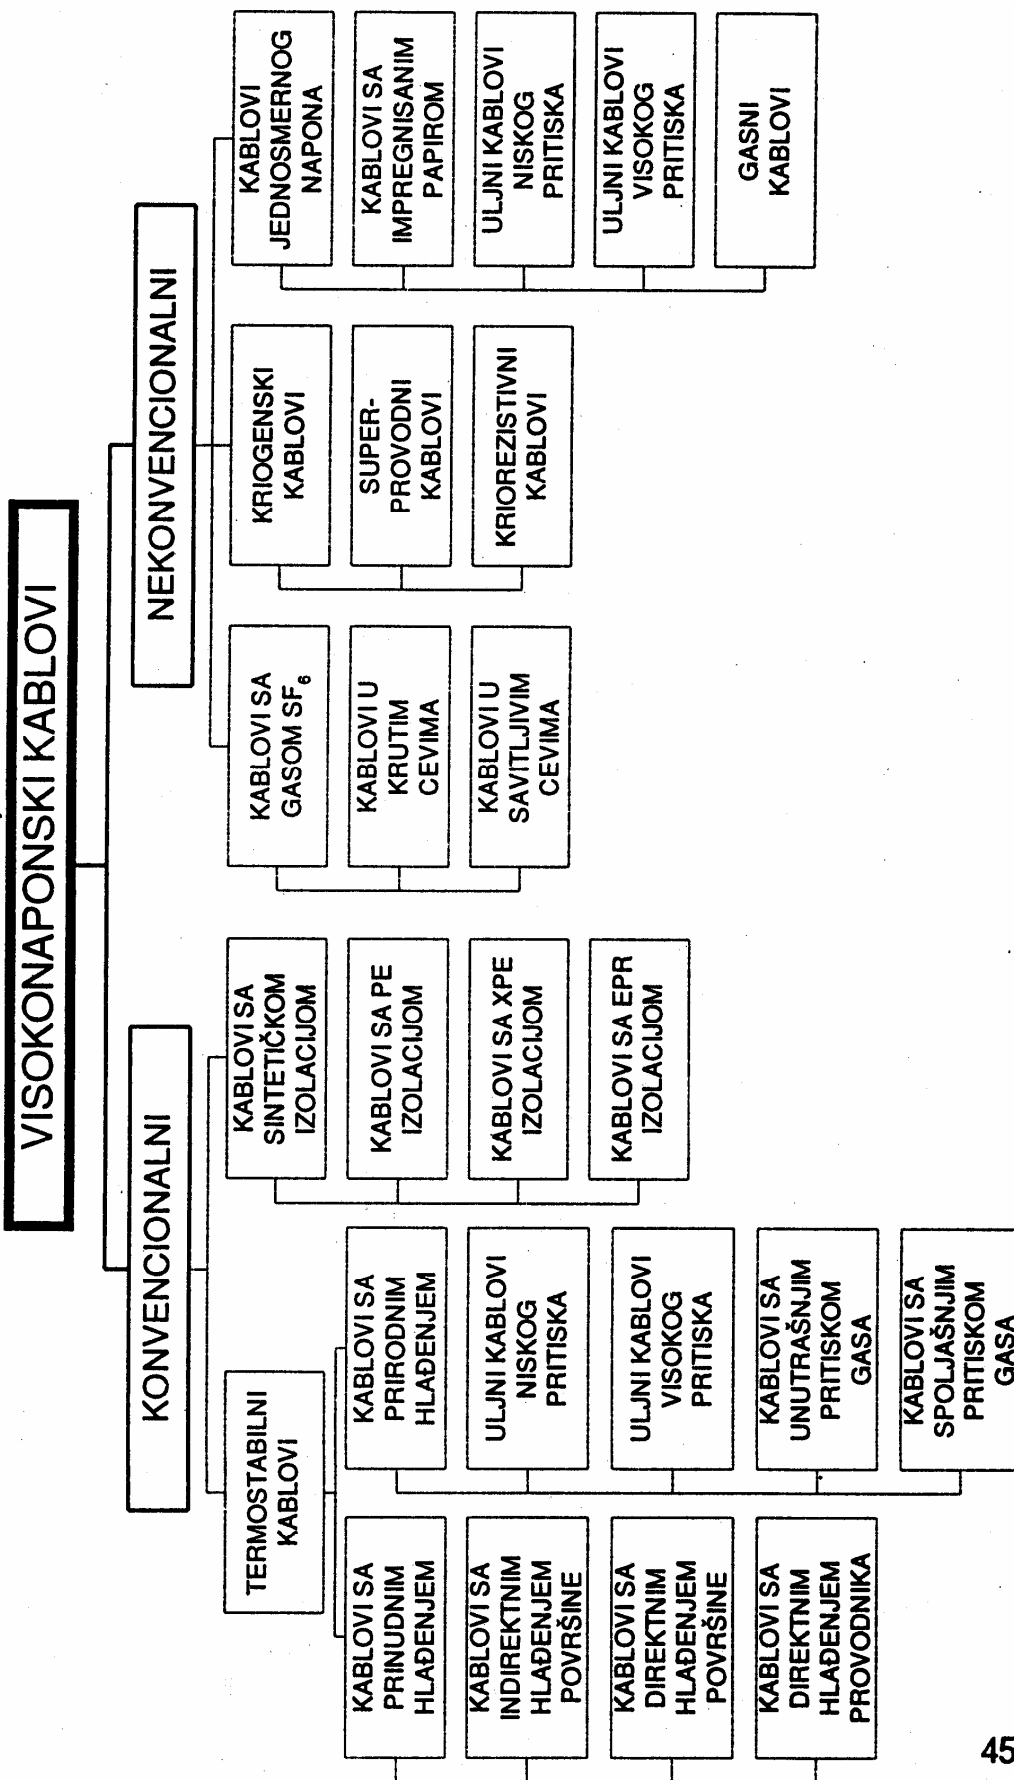 VISOKONAPONSKI KABLOVI
KONVENCIONALNI
NEKONVENCIONALNI
TERMOSTABILNI
KABLOVI
KABLOVI SA
PRINUDNIM
HLAĐENJEM
KABLOVI SA
INDIREKTNIM
HLAĐENJEM
POVRŠINE
KABLOVI SA
DIREKTNIM
HLAĐENJEM
POVRŠINE
KABLOVI SA
DIREKTNIM
HLAĐENJEM
PROVODNIKA
KABLOVI SA
PRIRODNIM
HLAĐENJEM
ULJNI KABLOVI
NISKOG
PRITISKA
ULJNI KABLOVI
VISOKOG
PRITISKA
KABLOVI SA
UNUTRAŠNJIM
PRITISKOM
GASA
KABLOVI SA
SPOLJAŠNJIM
PRITISKOM
GASA
KABLOVI SA
SINTETIČKOM
IZOLACIJOM
KABLOVI SA PE
IZOLACIJOM
KABLOVI SA XPE
IZOLACIJOM
KABLOVI SA EPR
IZOLACIJOM
KABLOVI SA
GASOM SF₆
KABLOVI U
KRUTIM
CEVIMA
KABLOVI U
SAVITLJIVIM
CEVIMA
KRIOGENSKI
KABLOVI
SUPER-
PROVODNI
KABLOVI
KRIOREZISTIVNI
KABLOVI
KABLOVI
JEDNOSMERNOG
NAPONA
KABLOVI SA
IMPREGNISANIM
PAPIROM
ULJNI KABLOVI
NISKOG
PRITISKA
ULJNI KABLOVI
VISOKOG
PRITISKA
GASNI
KABLOVI
45